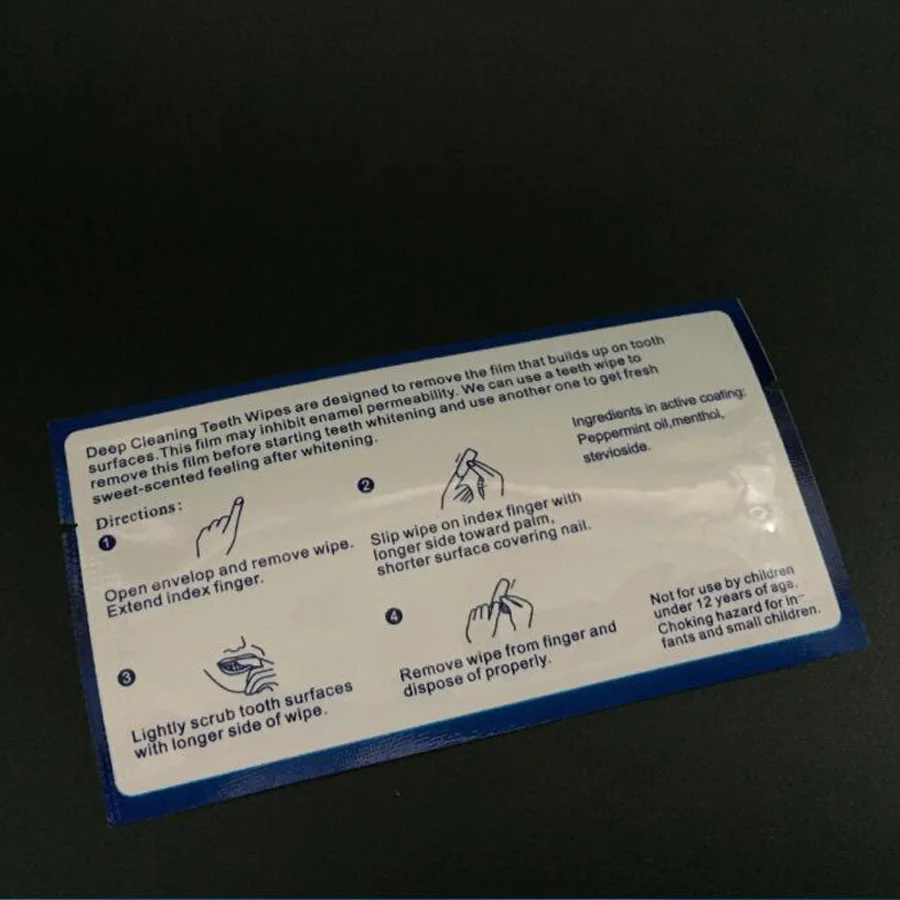 Deep Cleaning Teeth Wipes are designed to remove the film that builds up on tooth
surfaces.This film may inhibit enamel permeability. We can use a teeth wipe to
remove this film before starting teeth whitening and use another one to get fresh
sweet-scented feeling after whitening.
Ingredients in active coating:
Peppermint oil,menthol,
stevioside.
Directions:
1
Open envelop and remove wipe.
Extend index finger.
2
Slip wipe on index finger with
longer side toward palm,
shorter surface covering nail.
3
Lightly scrub tooth surfaces
with longer side of wipe.
4
Remove wipe from finger and
dispose of properly.
Not for use by children
under 12 years of age.
Choking hazard for in-
fants and small children.